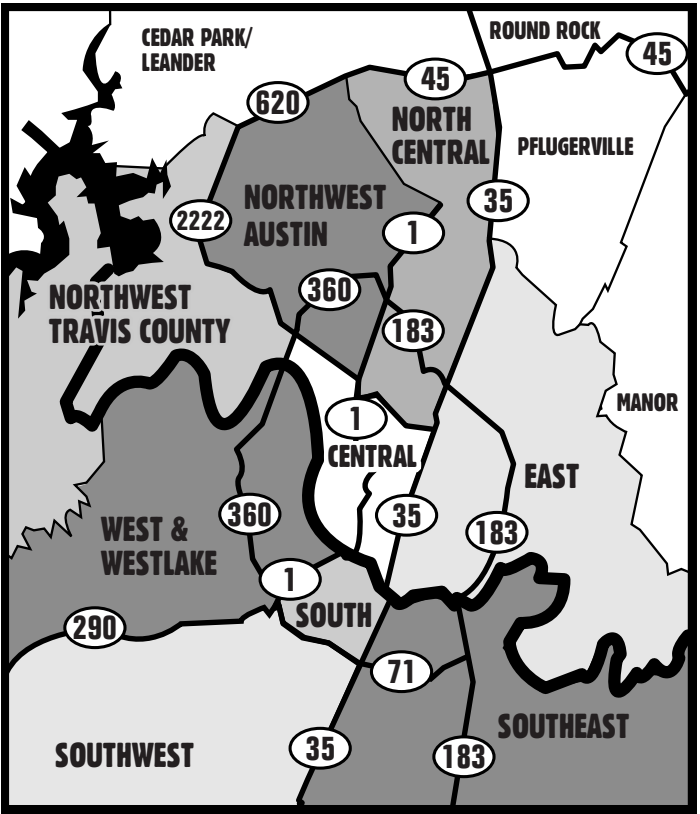 CEDAR PARK/
LEANDER
ROUND ROCK
45
45
620
NORTH
CENTRAL
PFLUGERVILLE
NORTHWEST
AUSTIN
35
2222
1
360
NORTHWEST
TRAVIS COUNTY
183
MANOR
1
CENTRAL
EAST
360
35
WEST &
WESTLAKE
183
1
SOUTH
290
71
SOUTHEAST
SOUTHWEST
35
183